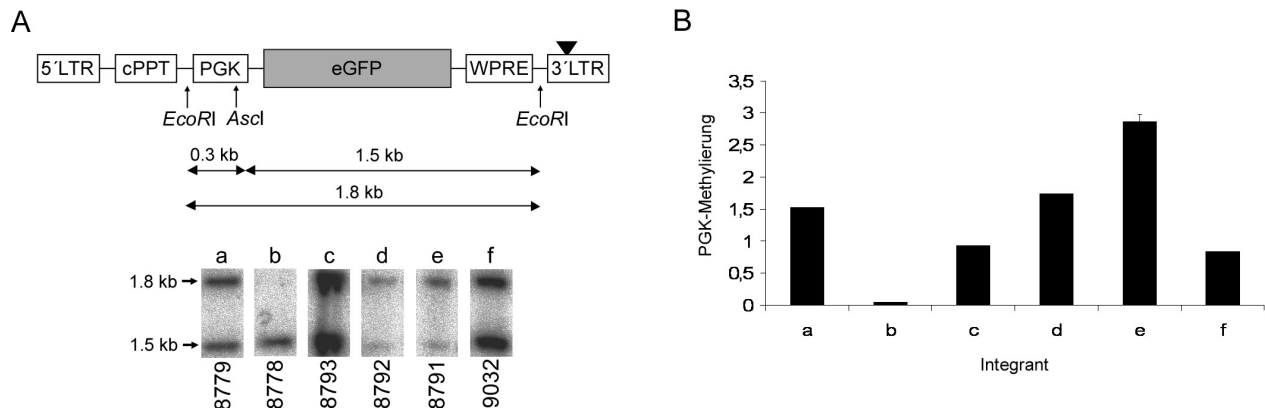 A
5´LTR cPPT PGK eGFP WPRE 3´LTR
EcoRI AscI EcoRI
0.3 kb 1.5 kb
1.8 kb
a b c d e f
1.8 kb
1.5 kb
8779 8778 8793 8792 8791 9032
B
PGK-Methylierung
3,5
3
2,5
2
1,5
1
0,5
0
a b c d e f
Integrant